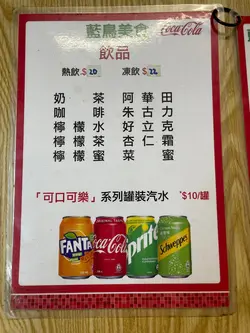 藍鳥美食
Coca-Cola
飲品
熱飲.$20 凍飲.$22
奶茶 阿華田
咖啡 朱古力
檸檬水 好立克
檸檬茶 杏仁霜
檸檬蜜 菜蜜
「可口可樂」系列罐裝汽水 $10/罐
FANTA
Coca-Cola
Sprite
Schweppes